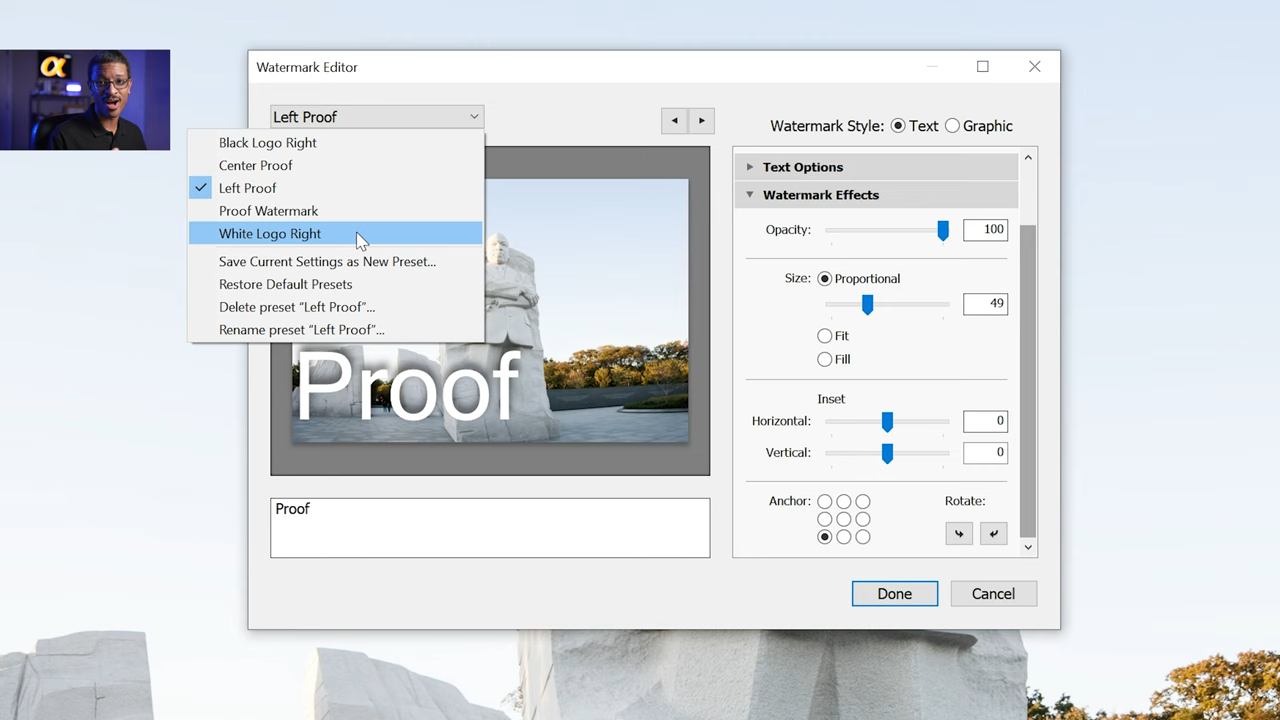 α
Watermark Editor
Left Proof
Black Logo Right
Center Proof
Left Proof
Proof Watermark
White Logo Right
Save Current Settings as New Preset...
Restore Default Presets
Delete preset “Left Proof”...
Rename preset “Left Proof”...
Proof
Proof
Watermark Style: Text Graphic
Text Options
Watermark Effects
Opacity: 100
Size: Proportional
49
Fit
Fill
Inset
Horizontal: 0
Vertical: 0
Anchor: Rotate:
Done Cancel